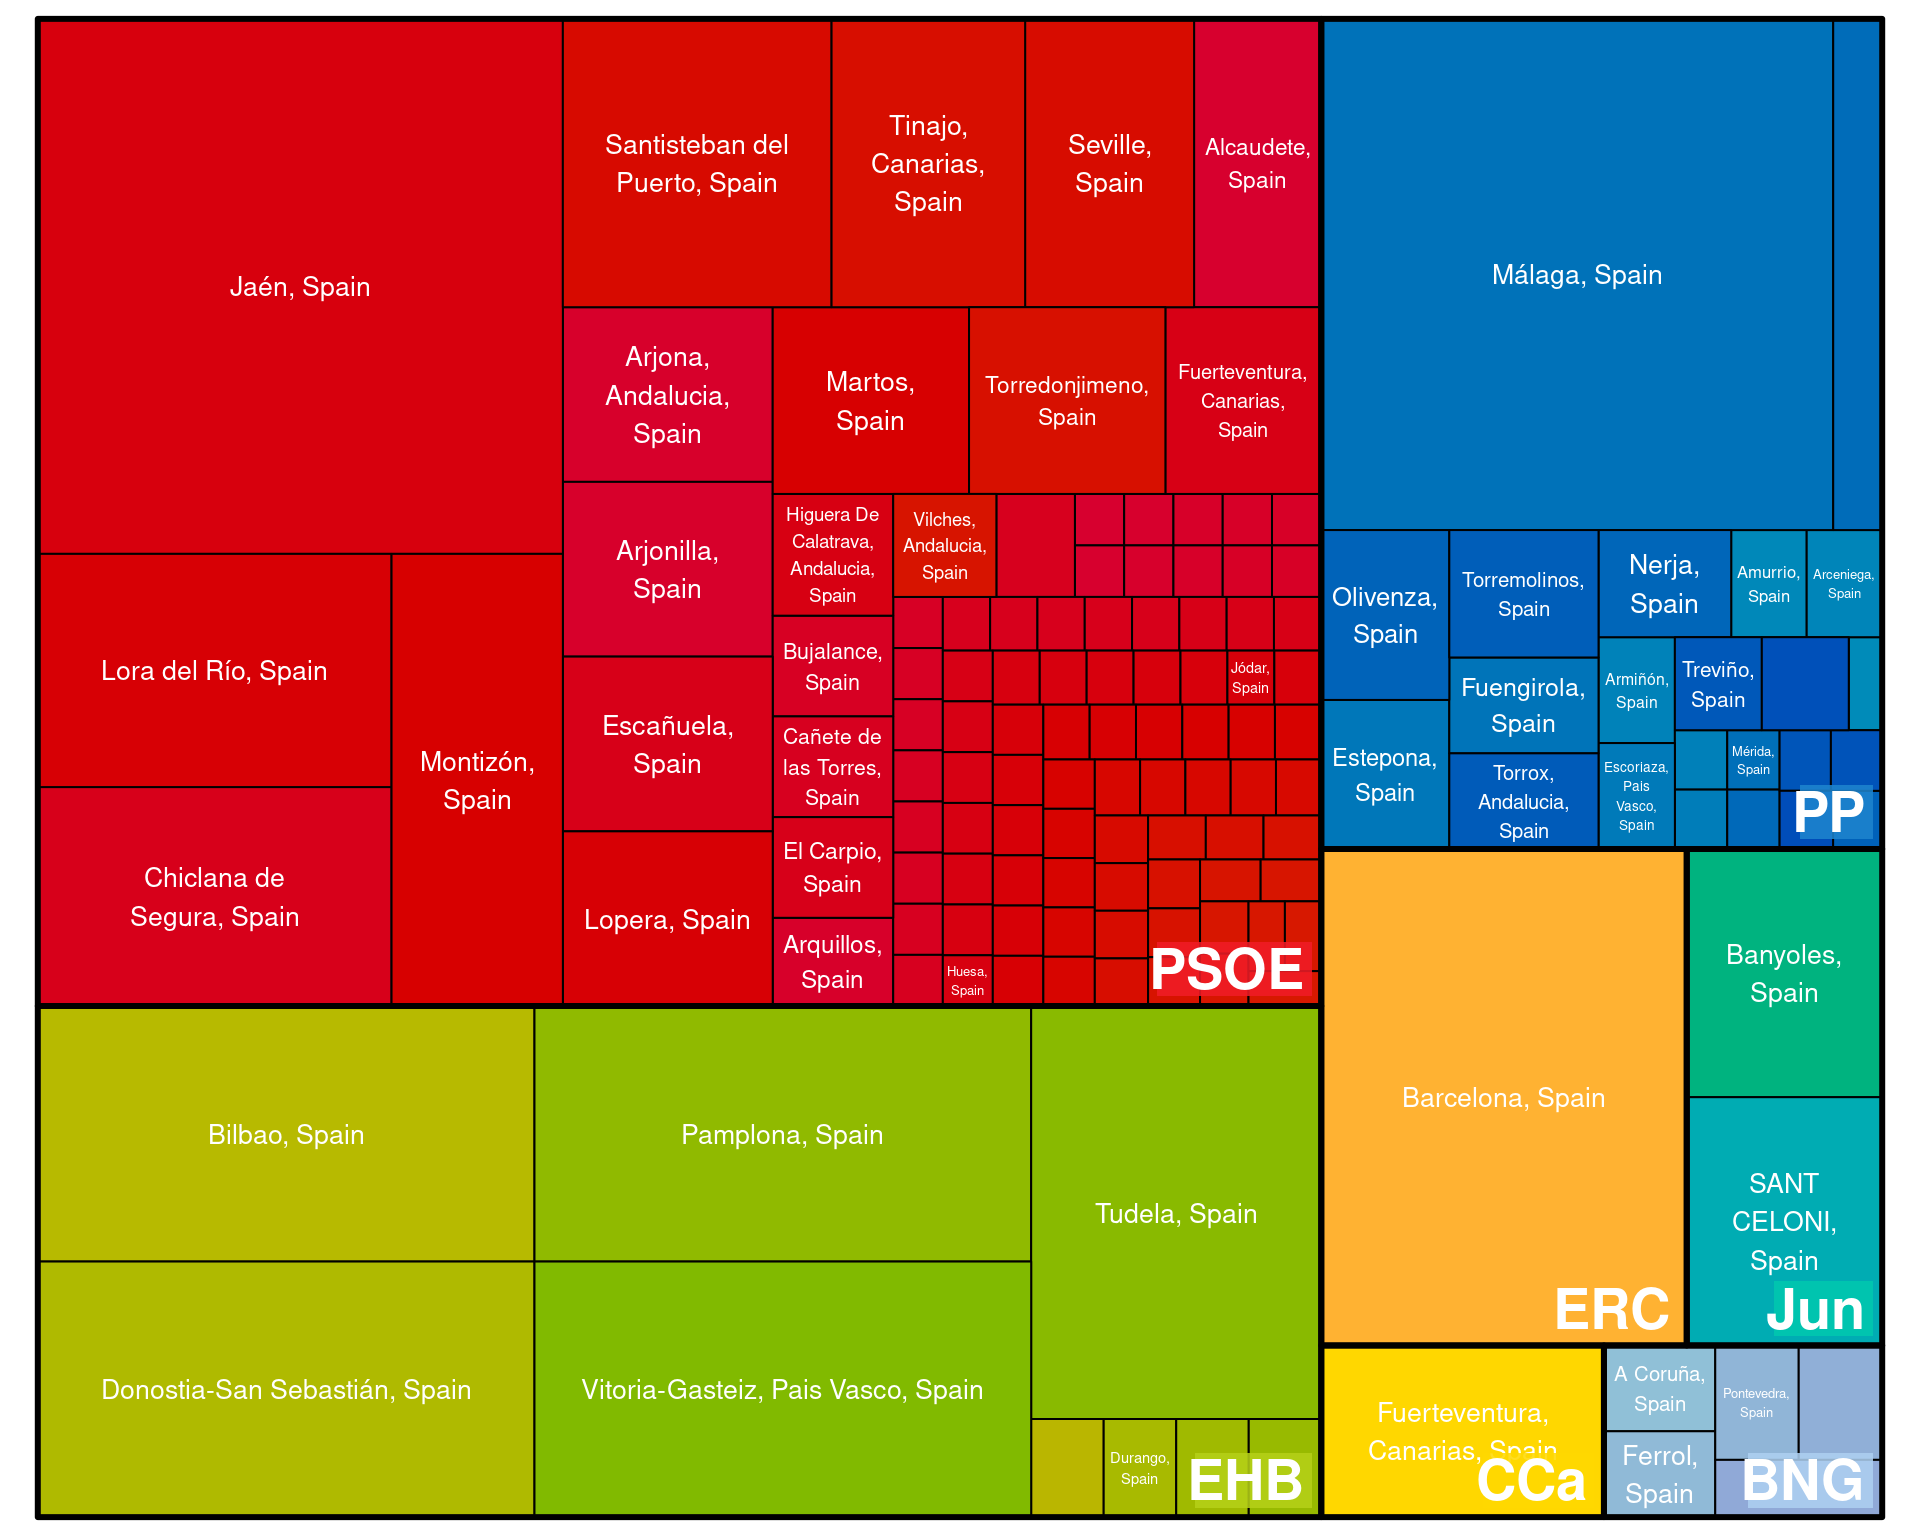 Jaén, Spain
Lora del Río, Spain
Chiclana de
Segura, Spain
Montizón,
Spain
Santisteban del
Puerto, Spain
Tinajo,
Canarias,
Spain
Seville,
Spain
Alcaudete,
Spain
Arjona,
Andalucia,
Spain
Arjonilla,
Spain
Escañuela,
Spain
Lopera, Spain
Martos,
Spain
Torredonjimeno,
Spain
Fuerteventura,
Canarias,
Spain
Higuera De
Calatrava,
Andalucia,
Spain
Bujalance,
Spain
Cañete de
las Torres,
Spain
El Carpio,
Spain
Arquillos,
Spain
Vilches,
Andalucia,
Spain
Jódar,
Spain
Huesa,
Spain
PSOE
Málaga, Spain
Olivenza,
Spain
Estepona,
Spain
Torremolinos,
Spain
Fuengirola,
Spain
Torrox,
Andalucia,
Spain
Nerja,
Spain
Amurrio,
Spain
Arceniega,
Spain
Armiñón,
Spain
Escoriaza,
Pais
Vasco,
Spain
Treviño,
Spain
Mérida,
Spain
PP
Bilbao, Spain
Donostia-San Sebastián, Spain
Pamplona, Spain
Vitoria-Gasteiz, Pais Vasco, Spain
Tudela, Spain
Durango,
Spain
EHB
Barcelona, Spain
ERC
Banyoles,
Spain
SANT
CELONI,
Spain
Jun
Fuerteventura,
Canarias, Spain
CCa
A Coruña,
Spain
Ferrol,
Spain
Pontevedra,
Spain
BNG